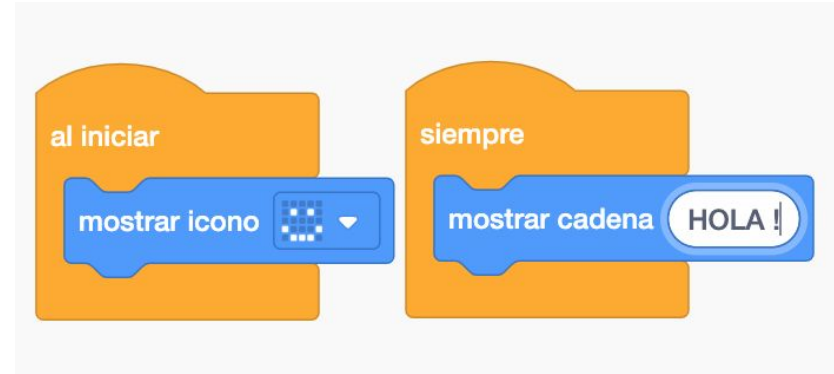 al iniciar
mostrar icono
siempre
mostrar cadena HOLA !